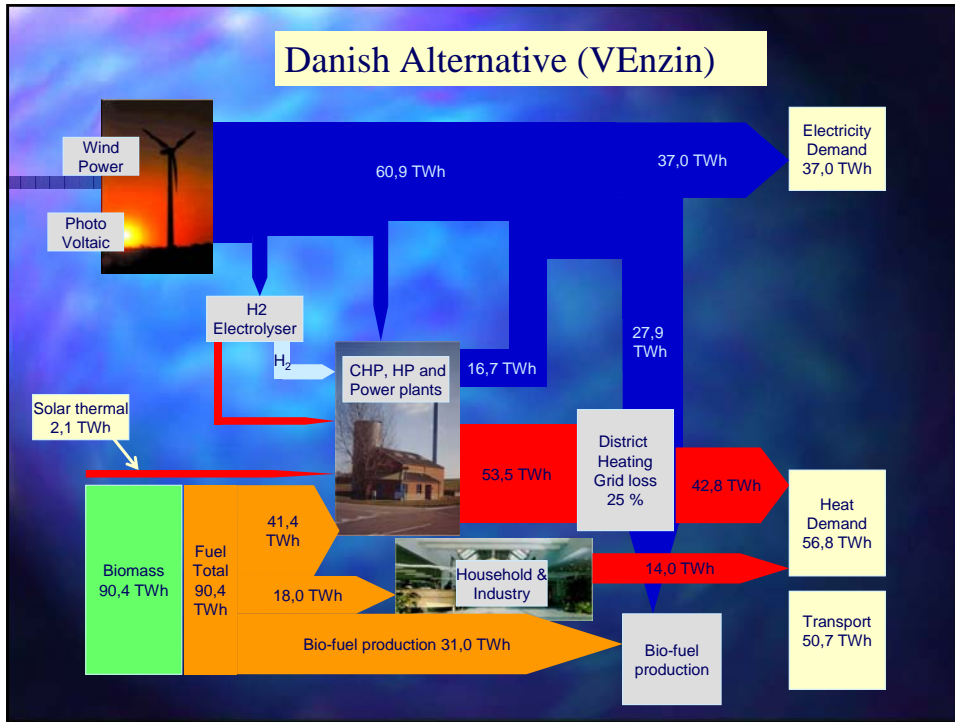 Danish Alternative (VEnzin)
Wind
Power
Photo
Voltaic
60,9 TWh
37,0 TWh
Electricity
Demand
37,0 TWh
H2
Electrolyser
H2
CHP, HP and
Power plants
16,7 TWh
27,9
TWh
Solar thermal
2,1 TWh
53,5 TWh
District
Heating
Grid loss
25 %
42,8 TWh
Heat
Demand
56,8 TWh
Biomass
90,4 TWh
Fuel
Total
90,4
TWh
41,4
TWh
18,0 TWh
Household &
Industry
14,0 TWh
Bio-fuel production 31,0 TWh
Bio-fuel
production
Transport
50,7 TWh